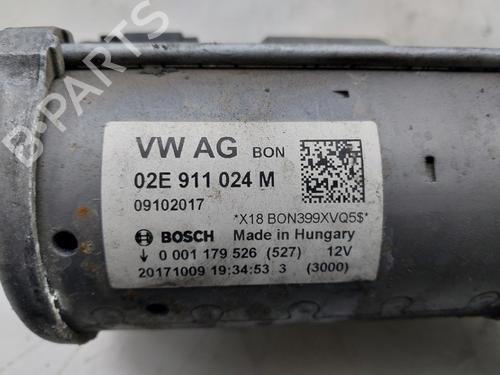 VW AG BON
02E 911 024 M
09102017
*X18 BON399XVQ5$*
BOSCH Made in Hungary
0 001 179 526 (527) 12V
20171009 19:34:53 3 (3000)
B-PARTS